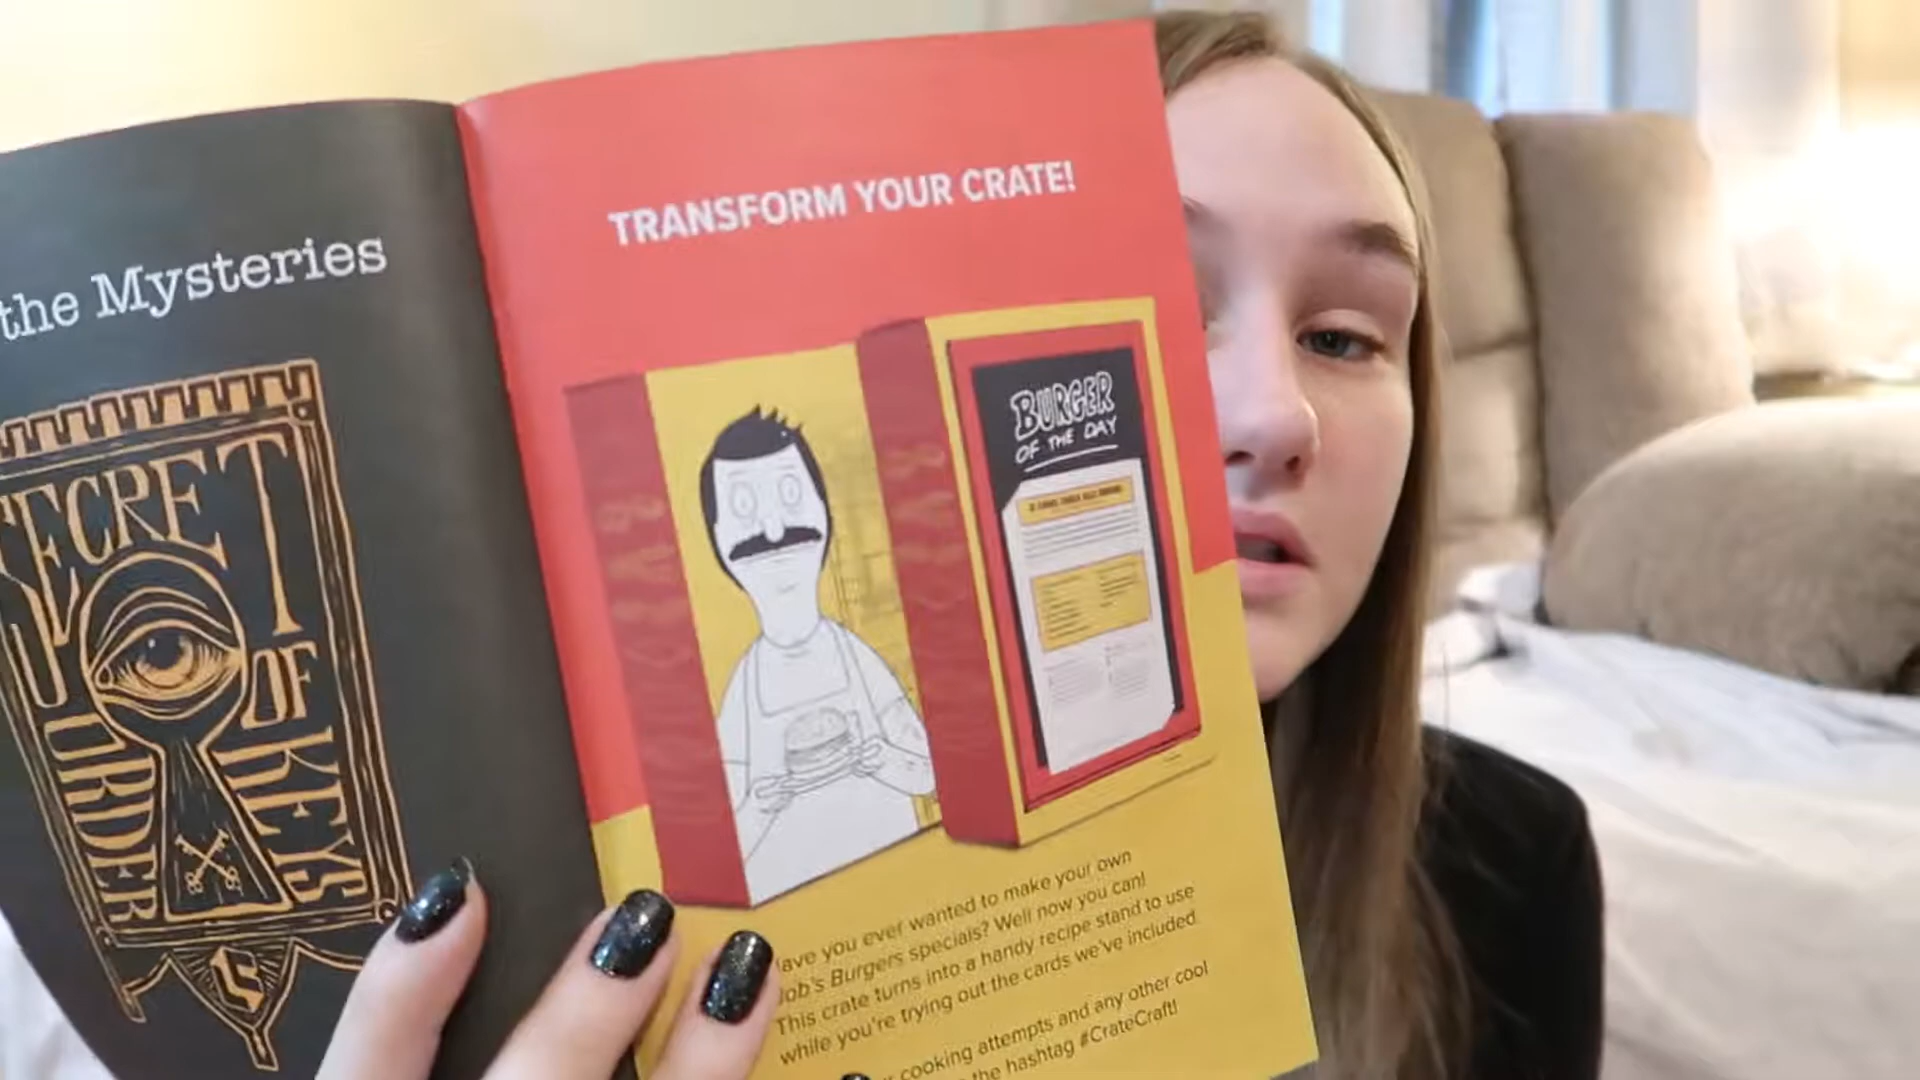 the Mysteries
SECRET
ORDER
OF
KEYS
TRANSFORM YOUR CRATE!
BURGER
OF THE DAY
ave you ever wanted to make your own
ob's Burgers specials? Well now you can!
This crate turns into a handy recipe stand to use
while you're trying out the cards we've included
cooking attempts and any other cool
the hashtag #CrateCraft!